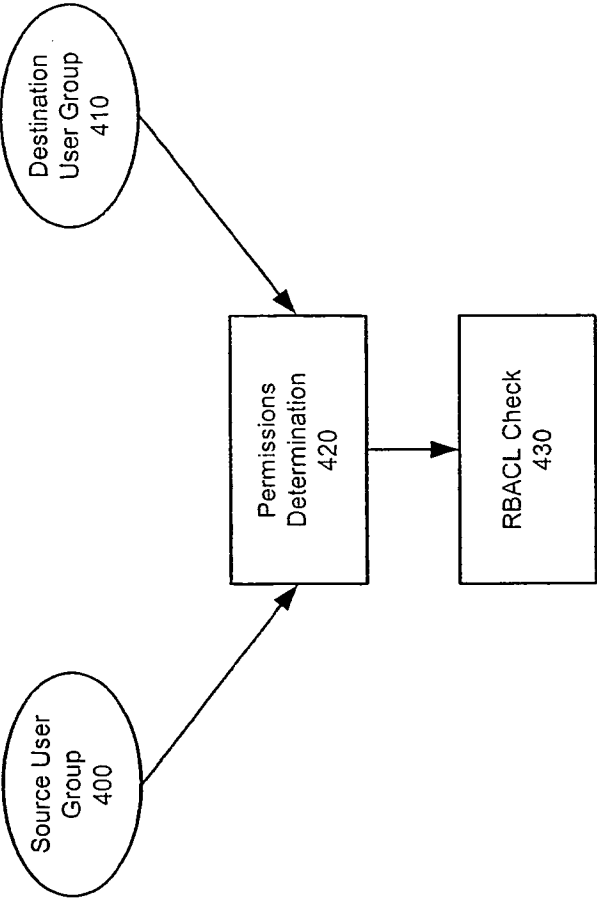 Source User
Group
400
Destination
User Group
410
Permissions
Determination
420
RBACL Check
430